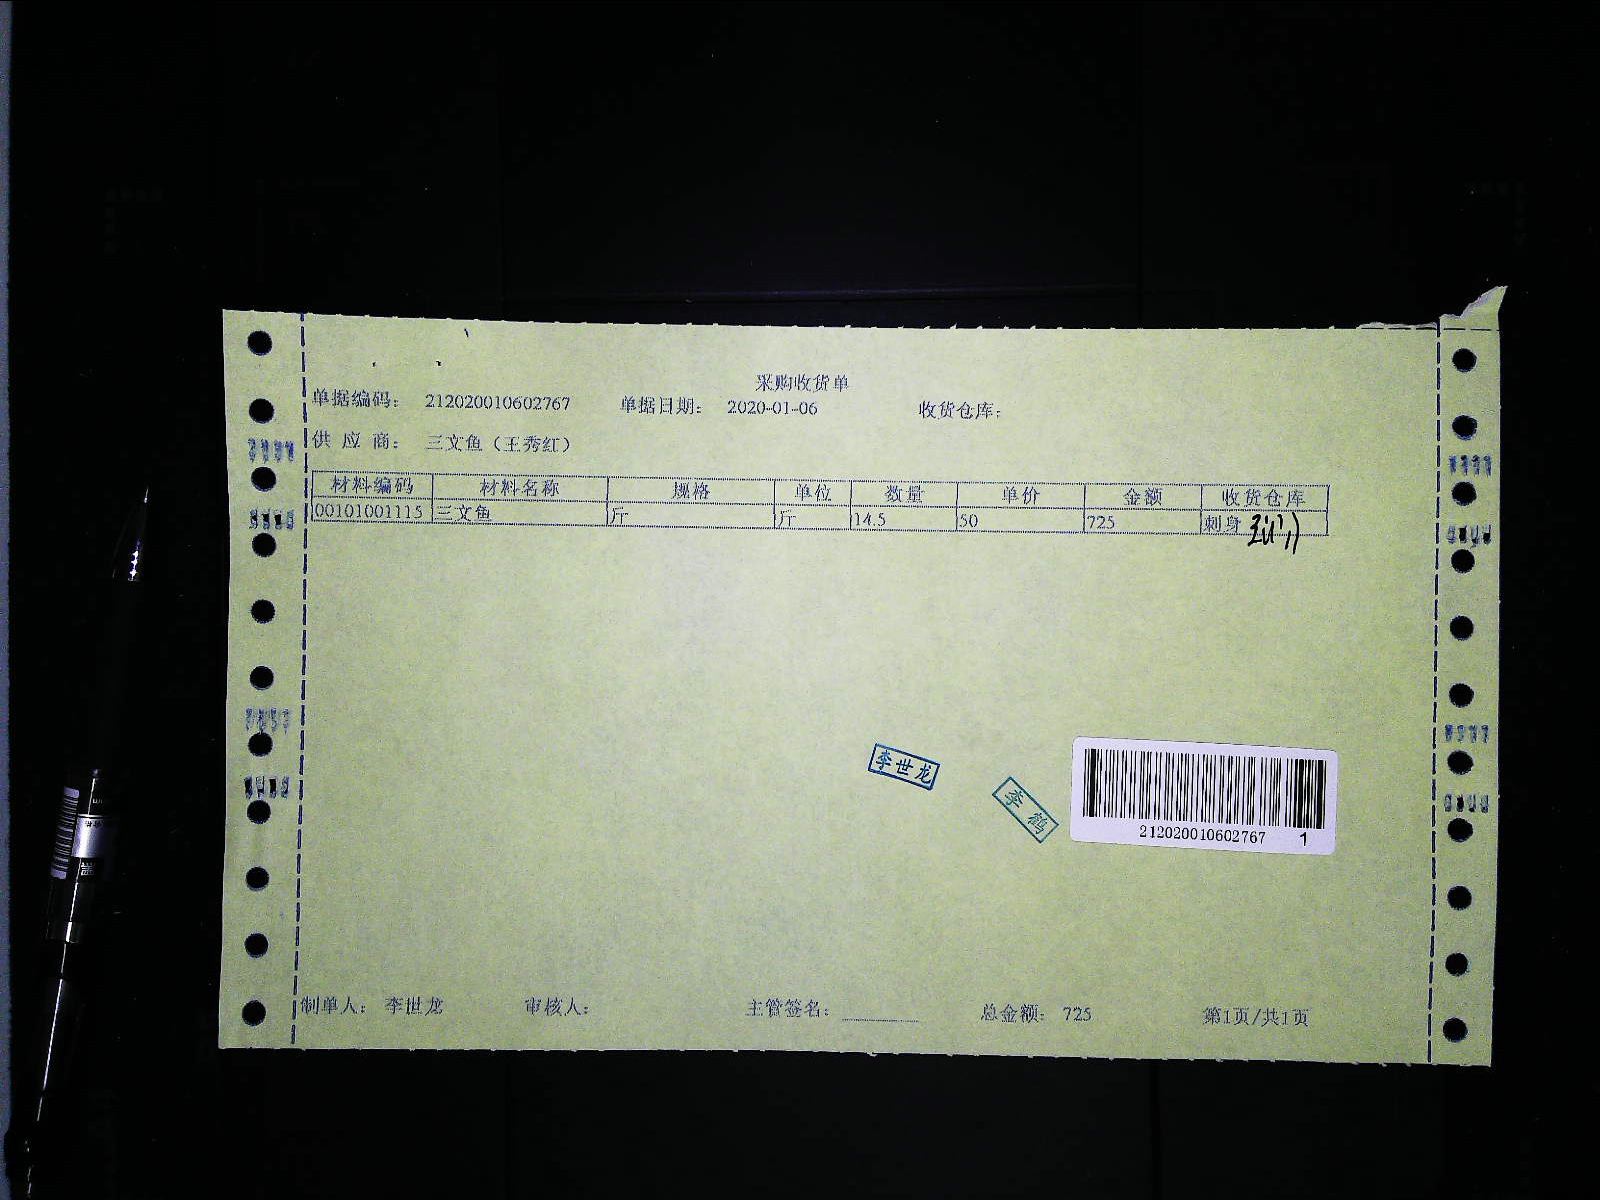 采购收货单
单据编码: 212020010602767 单据日期: 2020-01-06 收货仓库:
供 应 商: 三文鱼（王秀红）
材料编码 材料名称 规格 单位 数量 单价 金额 收货仓库
00101001115 三文鱼 斤 斤 14.5 50 725 刺身
李世龙
李鹤
212020010602767 1
制单人: 李世龙 审核人: 主管签名: 总金额: 725 第1页/共1页